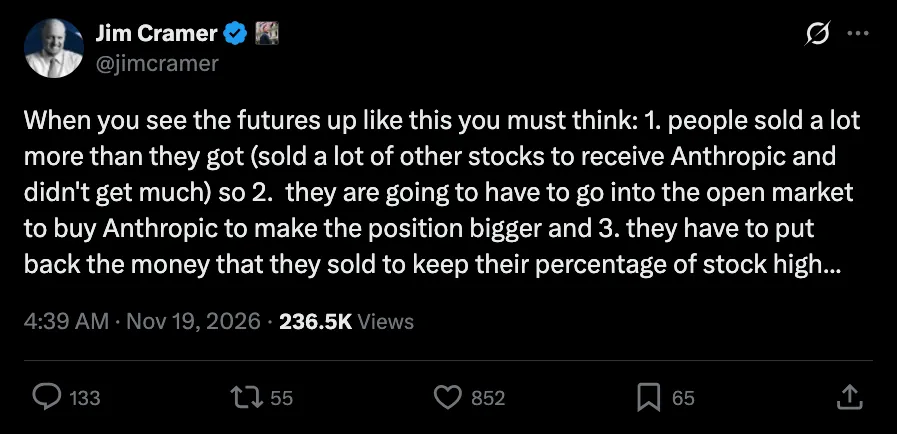 Jim Cramer
@jimcramer
When you see the futures up like this you must think: 1. people sold a lot
more than they got (sold a lot of other stocks to receive Anthropic and
didn't get much) so 2.  they are going to have to go into the open market
to buy Anthropic to make the position bigger and 3. they have to put
back the money that they sold to keep their percentage of stock high...
4:39 AM · Nov 19, 2026 · 236.5K Views
133 55 852 65